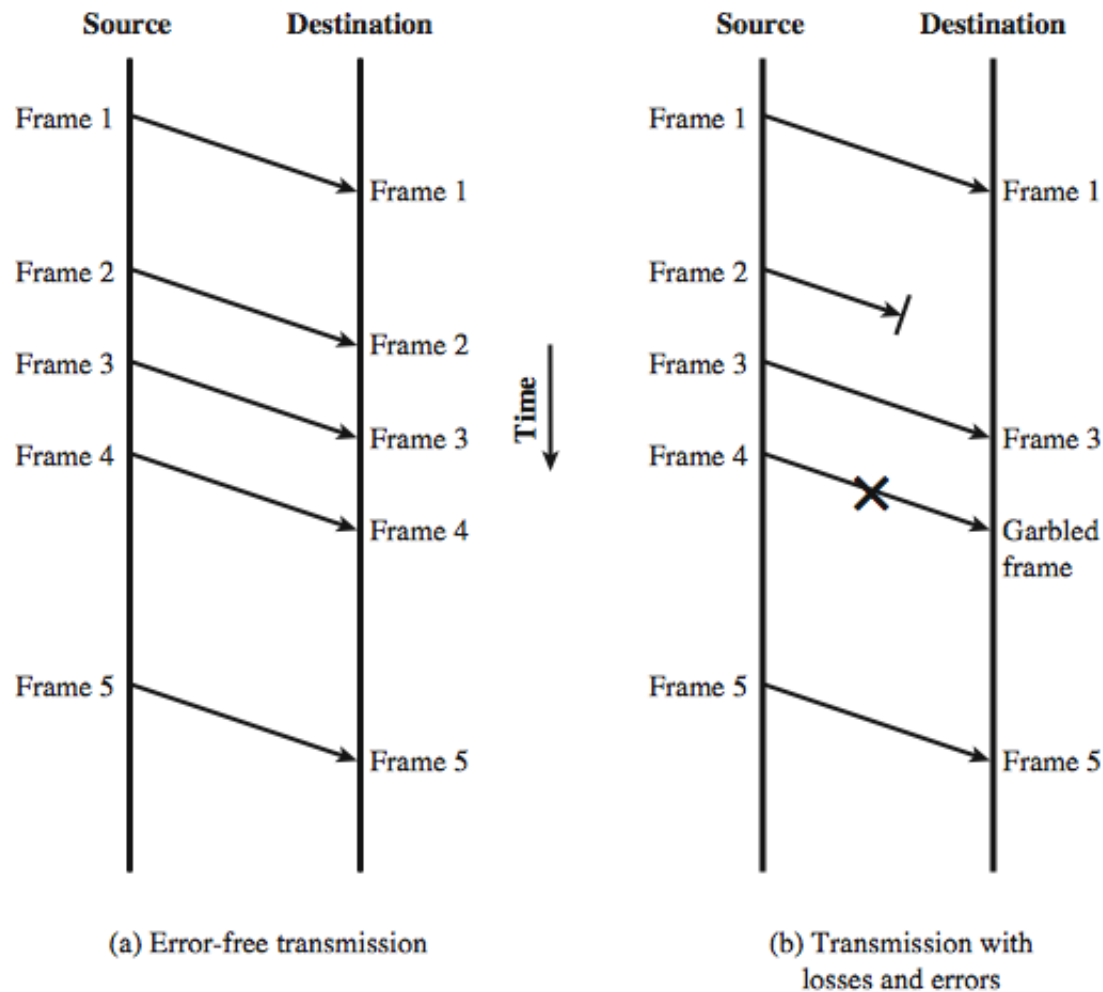 Source
Destination
Frame 1
Frame 1
Frame 2
Frame 2
Frame 3
Frame 3
Frame 4
Frame 4
Frame 5
Frame 5
(a) Error-free transmission
Time
Source
Destination
Frame 1
Frame 1
Frame 2
Frame 3
Frame 3
Frame 4
Garbled
frame
Frame 5
Frame 5
(b) Transmission with
losses and errors